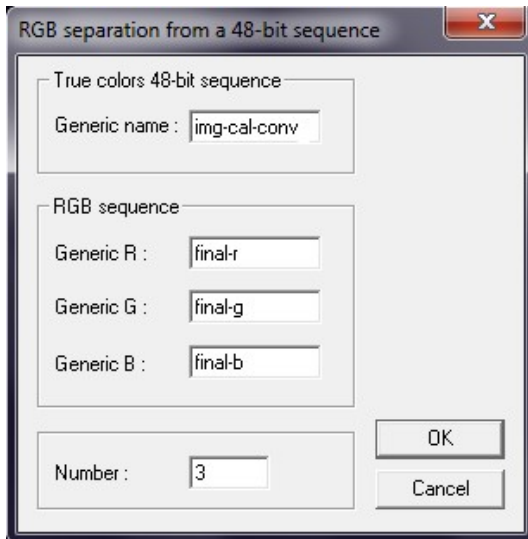 RGB separation from a 48-bit sequence
True colors 48-bit sequence
Generic name : img-cal-conv
RGB sequence
Generic R : final-r
Generic G : final-g
Generic B : final-b
Number : 3
OK
Cancel